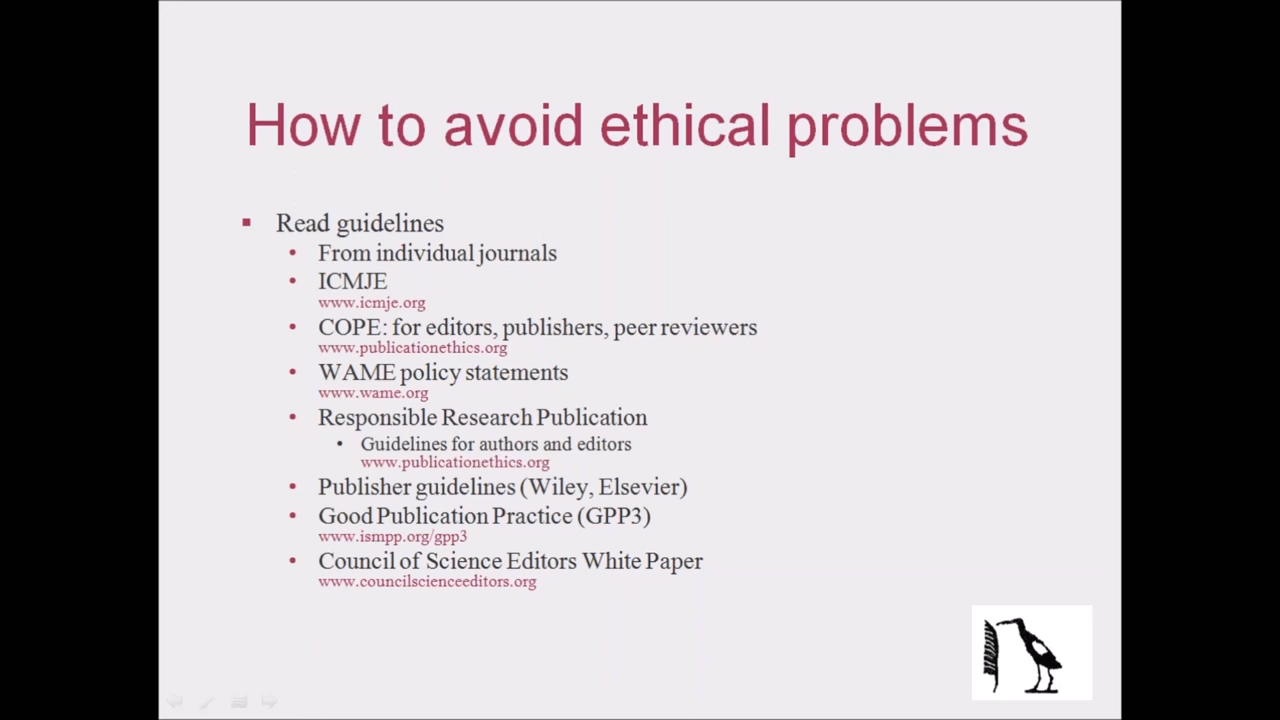 How to avoid ethical problems
Read guidelines
From individual journals
ICMJE
www.icmje.org
COPE: for editors, publishers, peer reviewers
www.publicationethics.org
WAME policy statements
www.wame.org
Responsible Research Publication
Guidelines for authors and editors
www.publicationethics.org
Publisher guidelines (Wiley, Elsevier)
Good Publication Practice (GPP3)
www.ismpp.org/gpp3
Council of Science Editors White Paper
www.councilscienceeditors.org